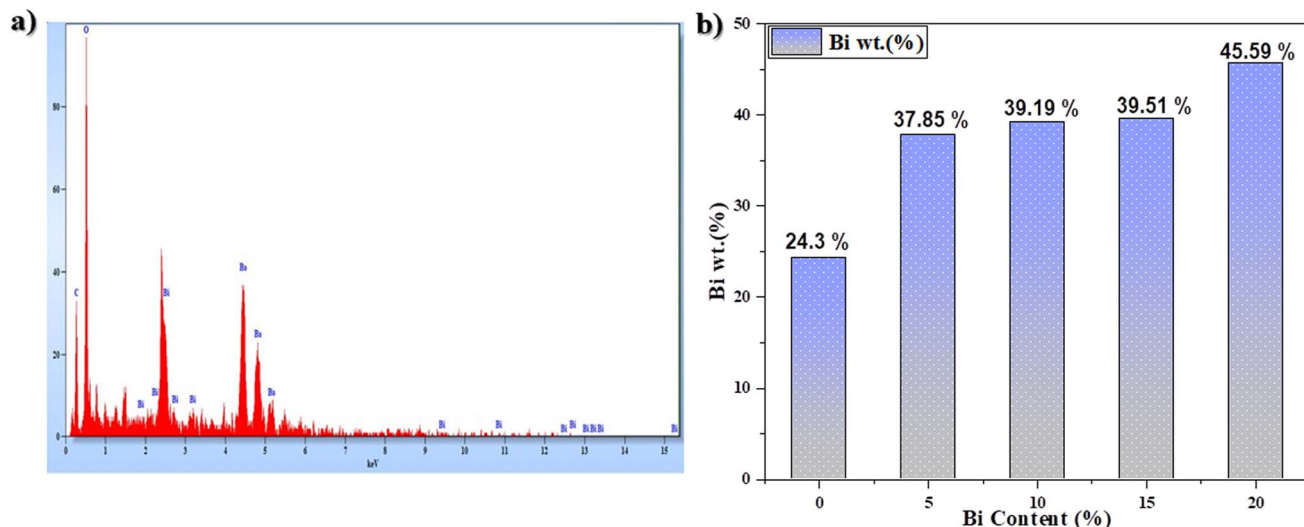 a)
O
80
60
40
20
0
C
Bi
Bi
Bi
Bi
Bi
Ba
Ba
Ba
Bi
Bi
Bi
Bi
Bi
Bi
Bi
Bi
0 1 2 3 4 5 6 7 8 9 10 11 12 13 14 15
keV
b)
Bi wt.(%)
50
40
30
20
10
0
Bi wt.(%)
24.3 %
37.85 %
39.19 %
39.51 %
45.59 %
0 5 10 15 20
Bi Content (%)